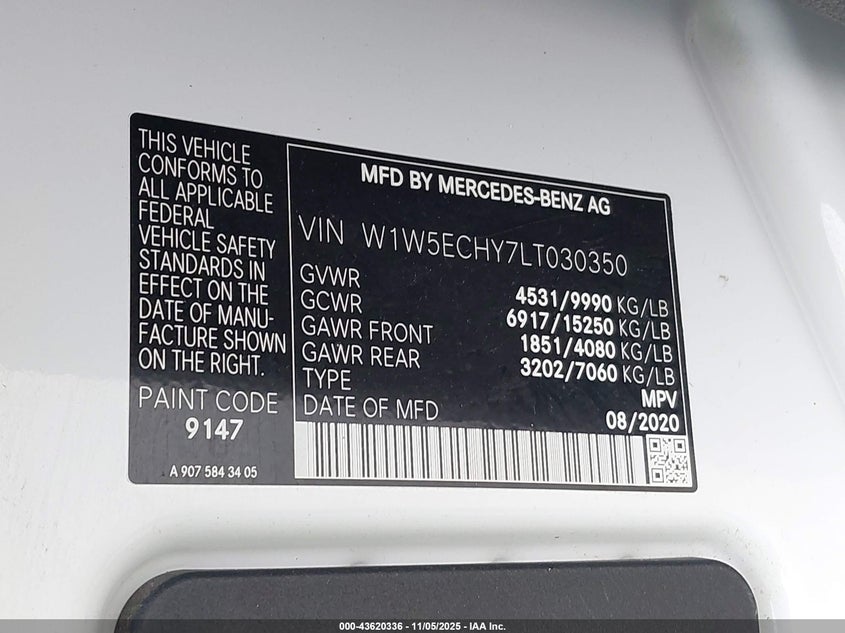 THIS VEHICLE
CONFORMS TO
ALL APPLICABLE
FEDERAL
VEHICLE SAFETY
STANDARDS IN
EFFECT ON THE
DATE OF MANU-
FACTURE SHOWN
ON THE RIGHT.
PAINT CODE
9147
A 907 584 34 05
MFD BY MERCEDES-BENZ AG
VIN W1W5ECHY7LT030350
GVWR 4531/9990 KG/LB
GCWR 6917/15250 KG/LB
GAWR FRONT 1851/4080 KG/LB
GAWR REAR 3202/7060 KG/LB
TYPE MPV
DATE OF MFD 08/2020
000-43620336 - 11/05/2025 - IAA Inc.